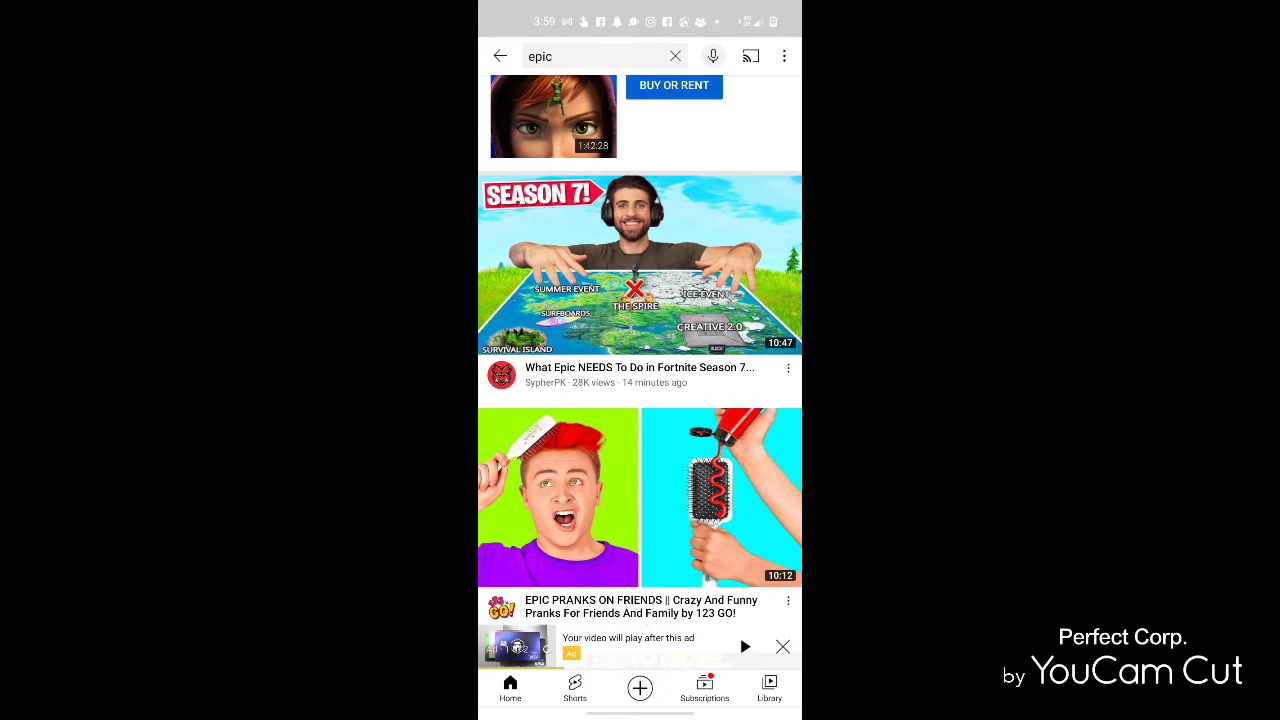 3:59
epic
BUY OR RENT
1:42:28
SEASON 7!
SUMMER EVENT
ICE EVENT
THE SPIRE
SURFBOARDS
CREATIVE 2.0
SURVIVAL ISLAND
10:47
What Epic NEEDS To Do in Fortnite Season 7...
SypherPK · 28K views · 14 minutes ago
10:12
EPIC PRANKS ON FRIENDS || Crazy And Funny
Pranks For Friends And Family by 123 GO!
Your video will play after this ad
Ad
Home
Shorts
Subscriptions
Library
Perfect Corp.
by YouCam Cut